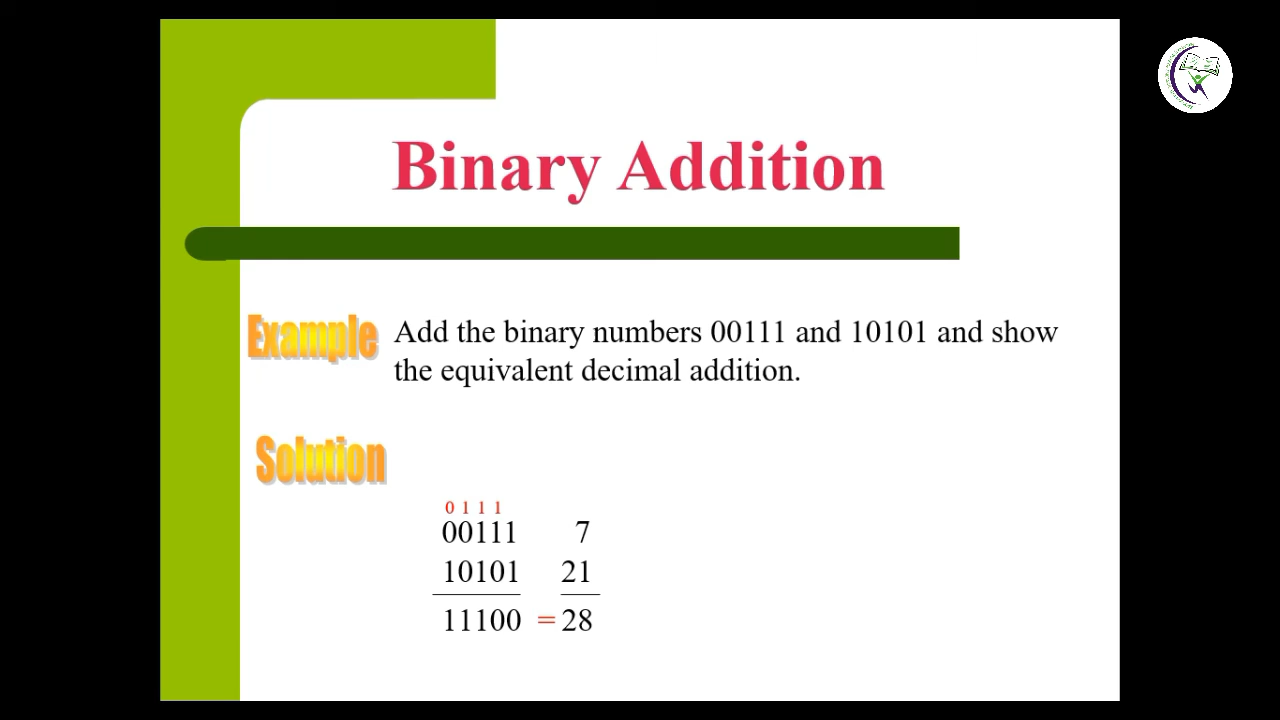 Binary Addition
Example
Add the binary numbers 00111 and 10101 and show
the equivalent decimal addition.
Solution
0 1 1 1
00111 7
10101 21
11100 = 28